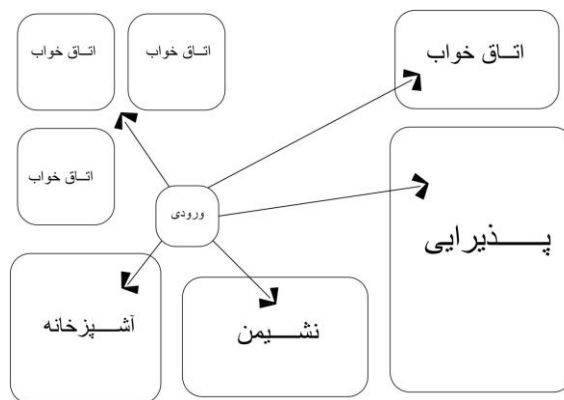 اتاق خواب
اتاق خواب
اتاق خواب
اتاق خواب
ورودی
پذیرایی
آشپزخانه
نشیمن